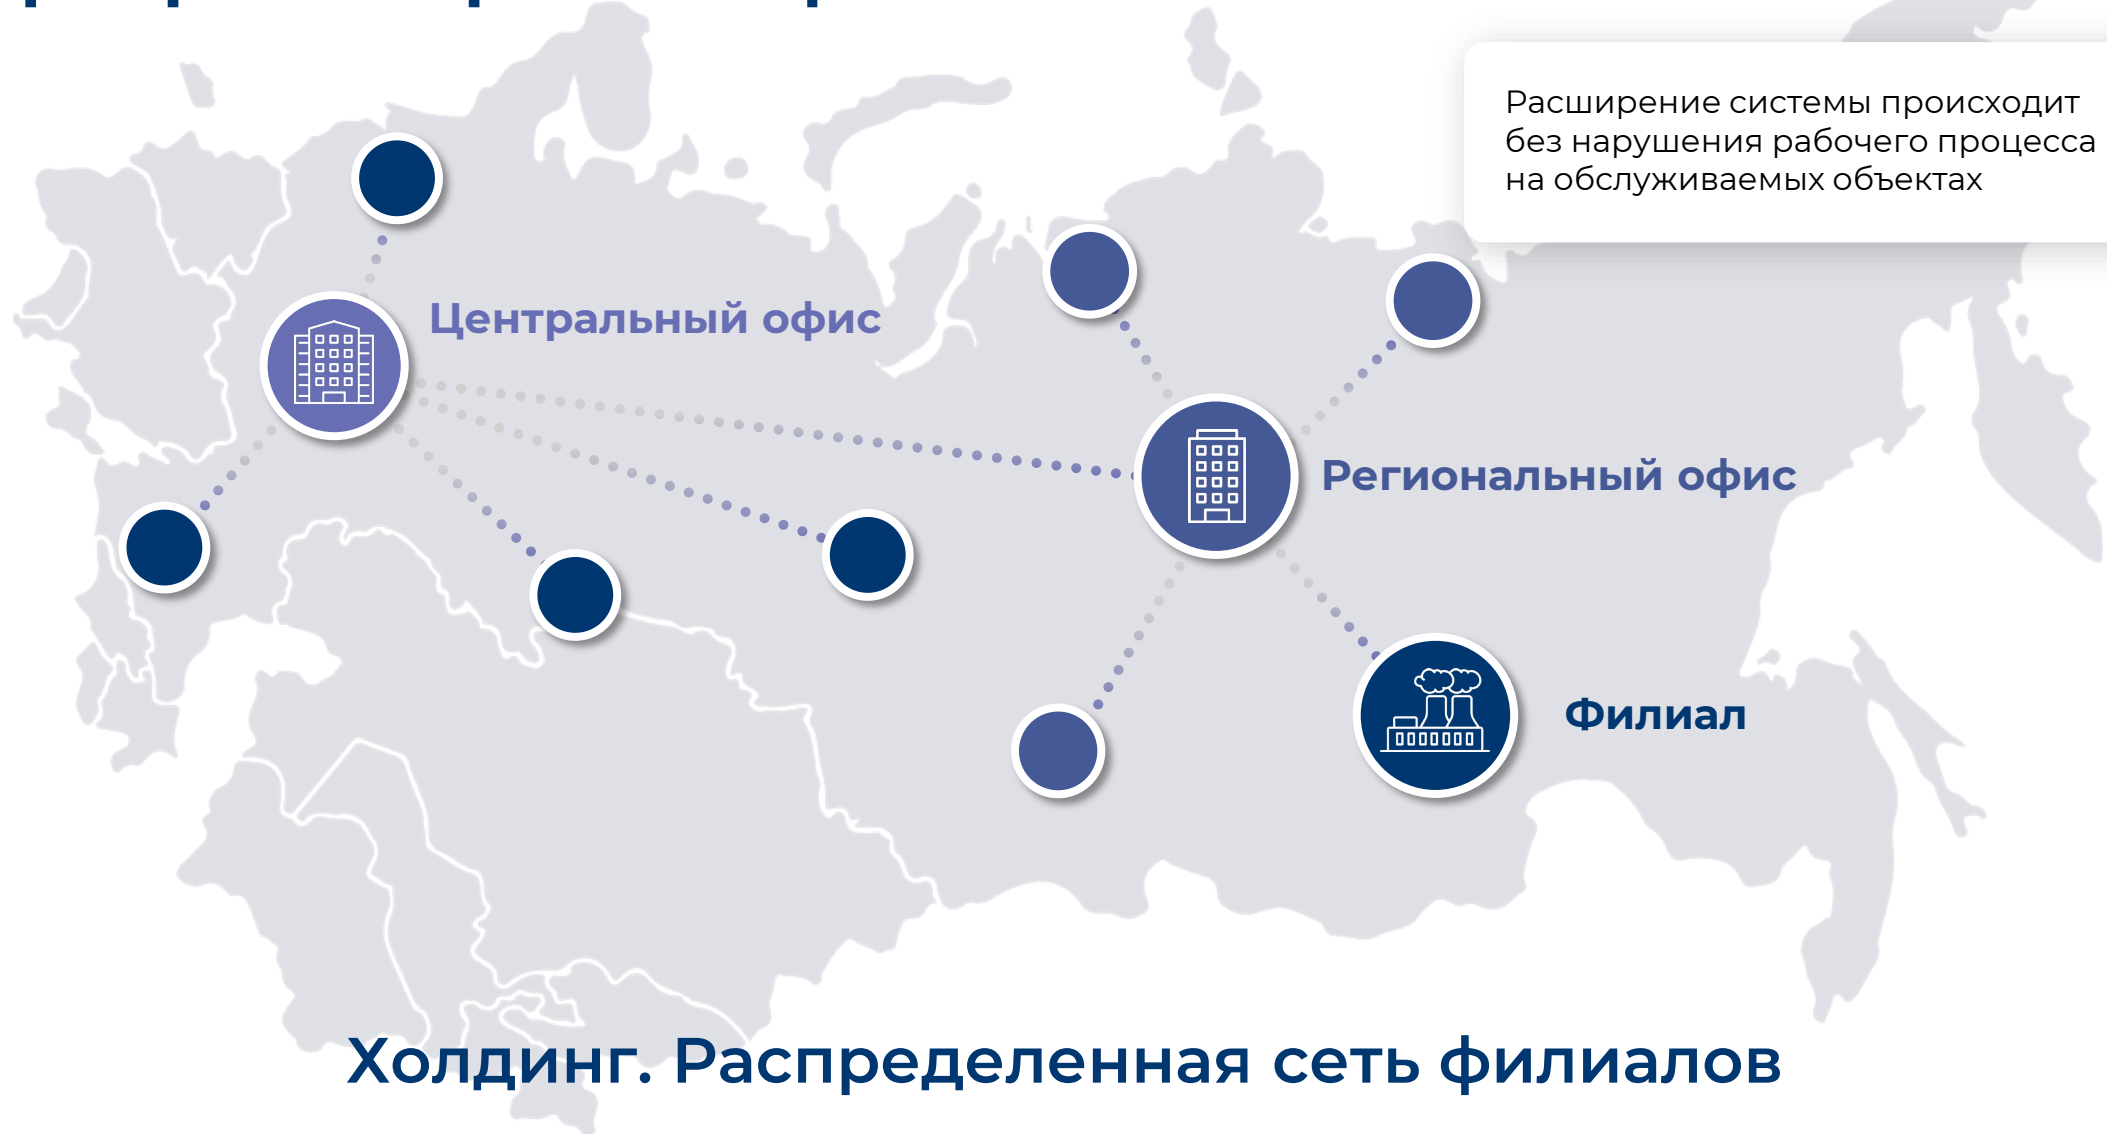 Расширение системы происходит
без нарушения рабочего процесса
на обслуживаемых объектах
Центральный офис
Региональный офис
Филиал
Холдинг. Распределенная сеть филиалов